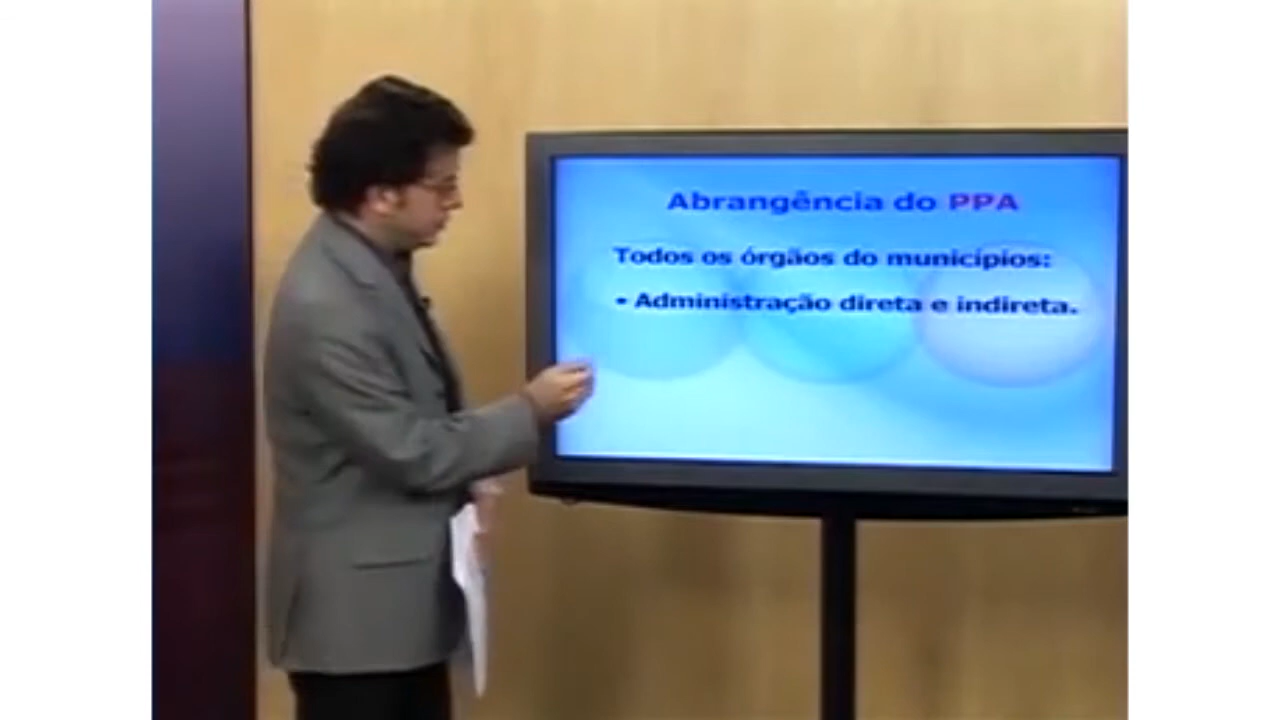 Abrangência do PPA
Todos os órgãos do municípios:
• Administração direta e indireta.